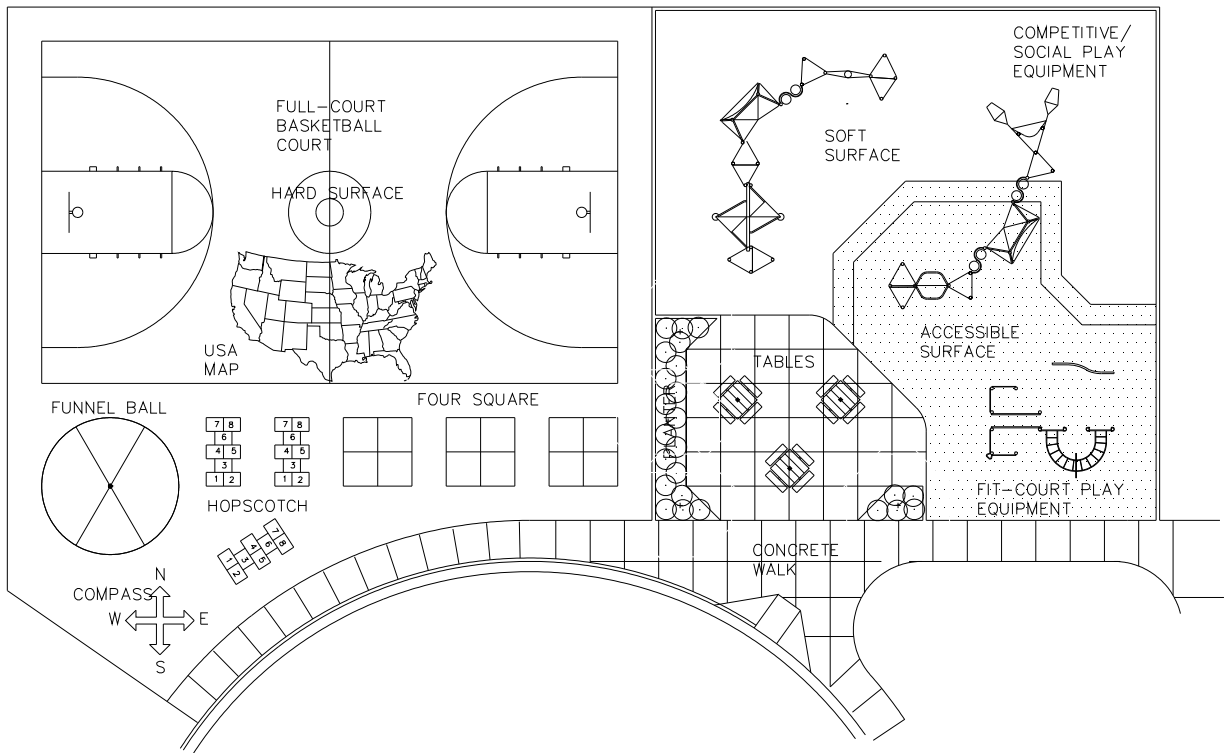 COMPETITIVE/
SOCIAL PLAY
EQUIPMENT
FULL-COURT
BASKETBALL
COURT
SOFT
SURFACE
HARD SURFACE
USA
MAP
ACCESSIBLE
SURFACE
TABLES
PLANTER
FUNNEL BALL
FOUR SQUARE
7 8
6
4 5
3
1 2
7 8
6
4 5
3
1 2
HOPSCOTCH
FIT-COURT PLAY
EQUIPMENT
7 8
6
4 5
3
1 2
CONCRETE
WALK
COMPASS
N
W E
S